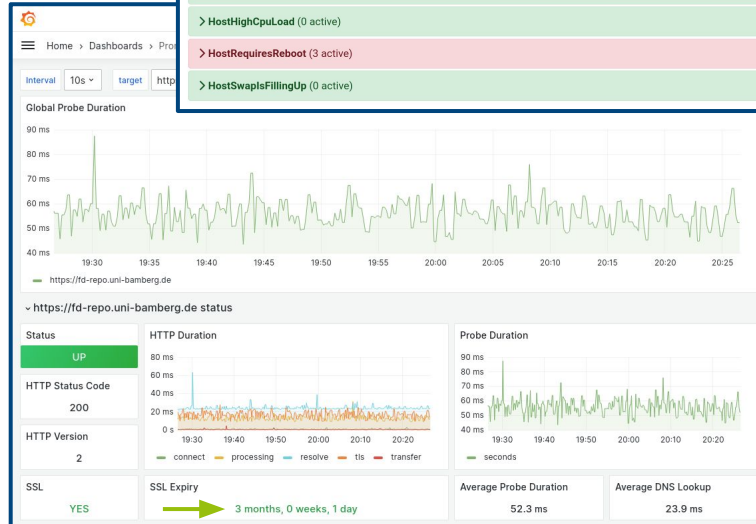 HostHighCpuLoad (0 active)
HostRequiresReboot (3 active)
HostSwapIsFillingUp (0 active)
Home › Dashboards ›
Interval 10s target http
Global Probe Duration
90 ms
80 ms
70 ms
60 ms
50 ms
40 ms
19:30 19:35 19:40 19:45 19:50 19:55 20:00 20:05 20:10 20:15 20:20 20:25
https://fd-repo.uni-bamberg.de
https://fd-repo.uni-bamberg.de status
Status
UP
HTTP Status Code
200
HTTP Version
2
SSL
YES
HTTP Duration
80 ms
60 ms
40 ms
20 ms
0 s
19:30 19:40 19:50 20:00 20:10 20:20
connect processing resolve tls transfer
SSL Expiry
3 months, 0 weeks, 1 day
Probe Duration
90 ms
80 ms
70 ms
60 ms
50 ms
40 ms
19:30 19:40 19:50 20:00 20:10 20:20
seconds
Average Probe Duration
52.3 ms
Average DNS Lookup
23.9 ms